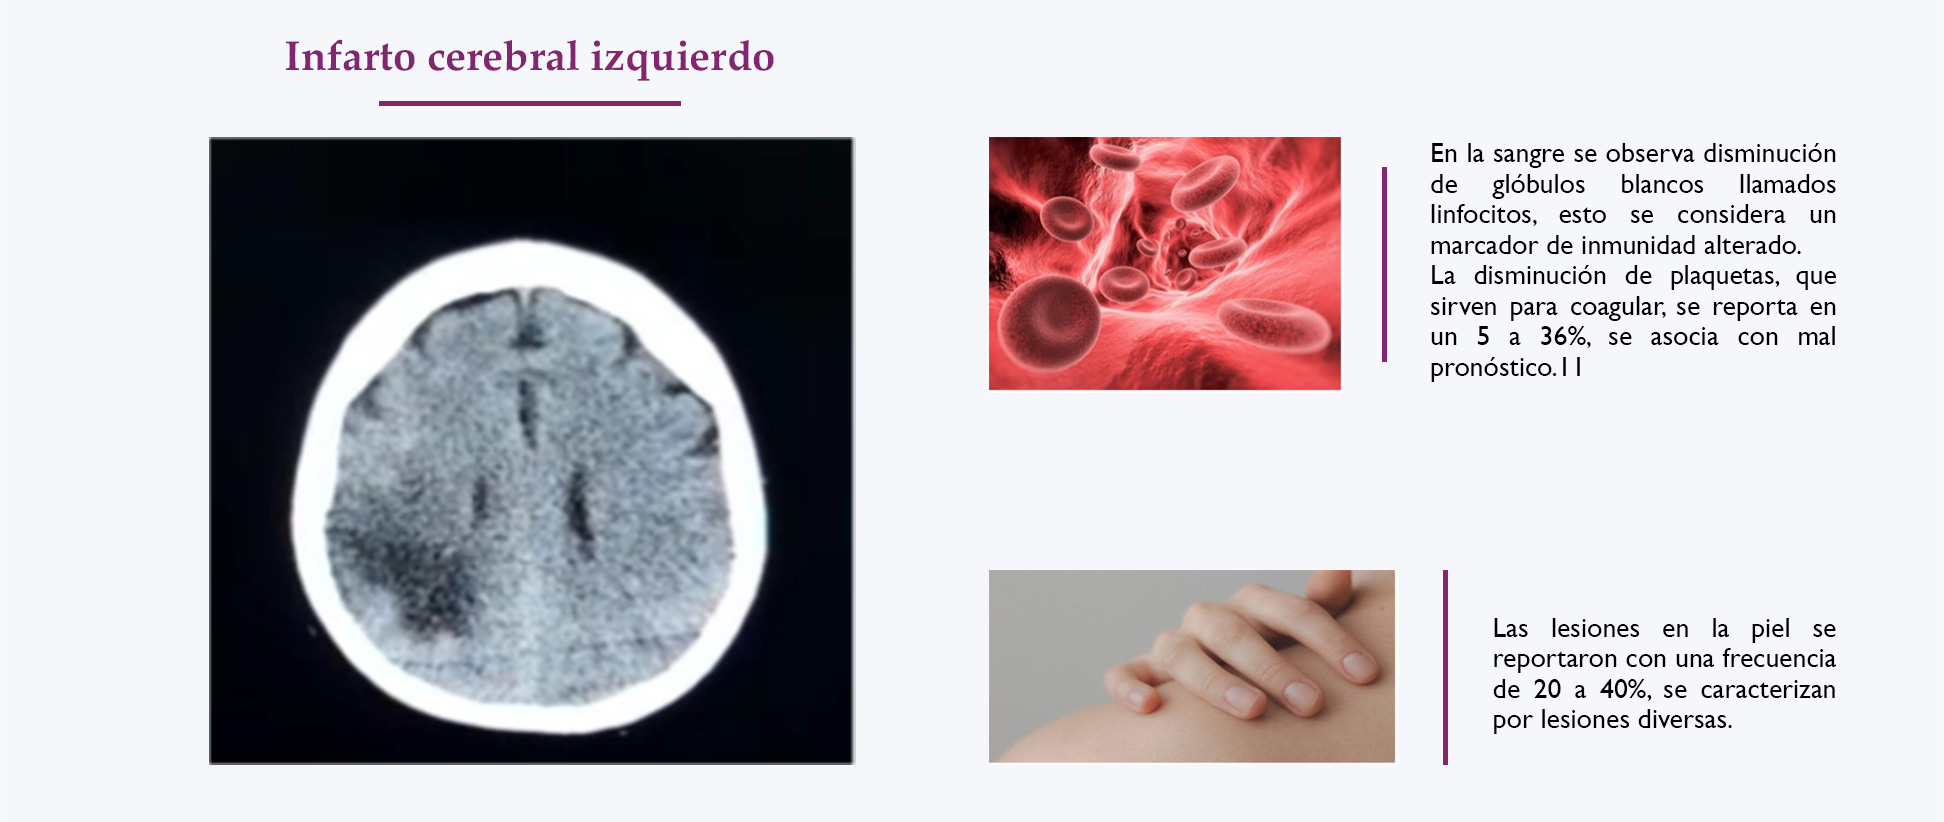 Infarto cerebral izquierdo
En la sangre se observa disminución
de glóbulos blancos llamados
linfocitos, esto se considera un
marcador de inmunidad alterado.
La disminución de plaquetas, que
sirven para coagular, se reporta en
un 5 a 36%, se asocia con mal
pronóstico.11
Las lesiones en la piel se
reportaron con una frecuencia
de 20 a 40%, se caracterizan
por lesiones diversas.